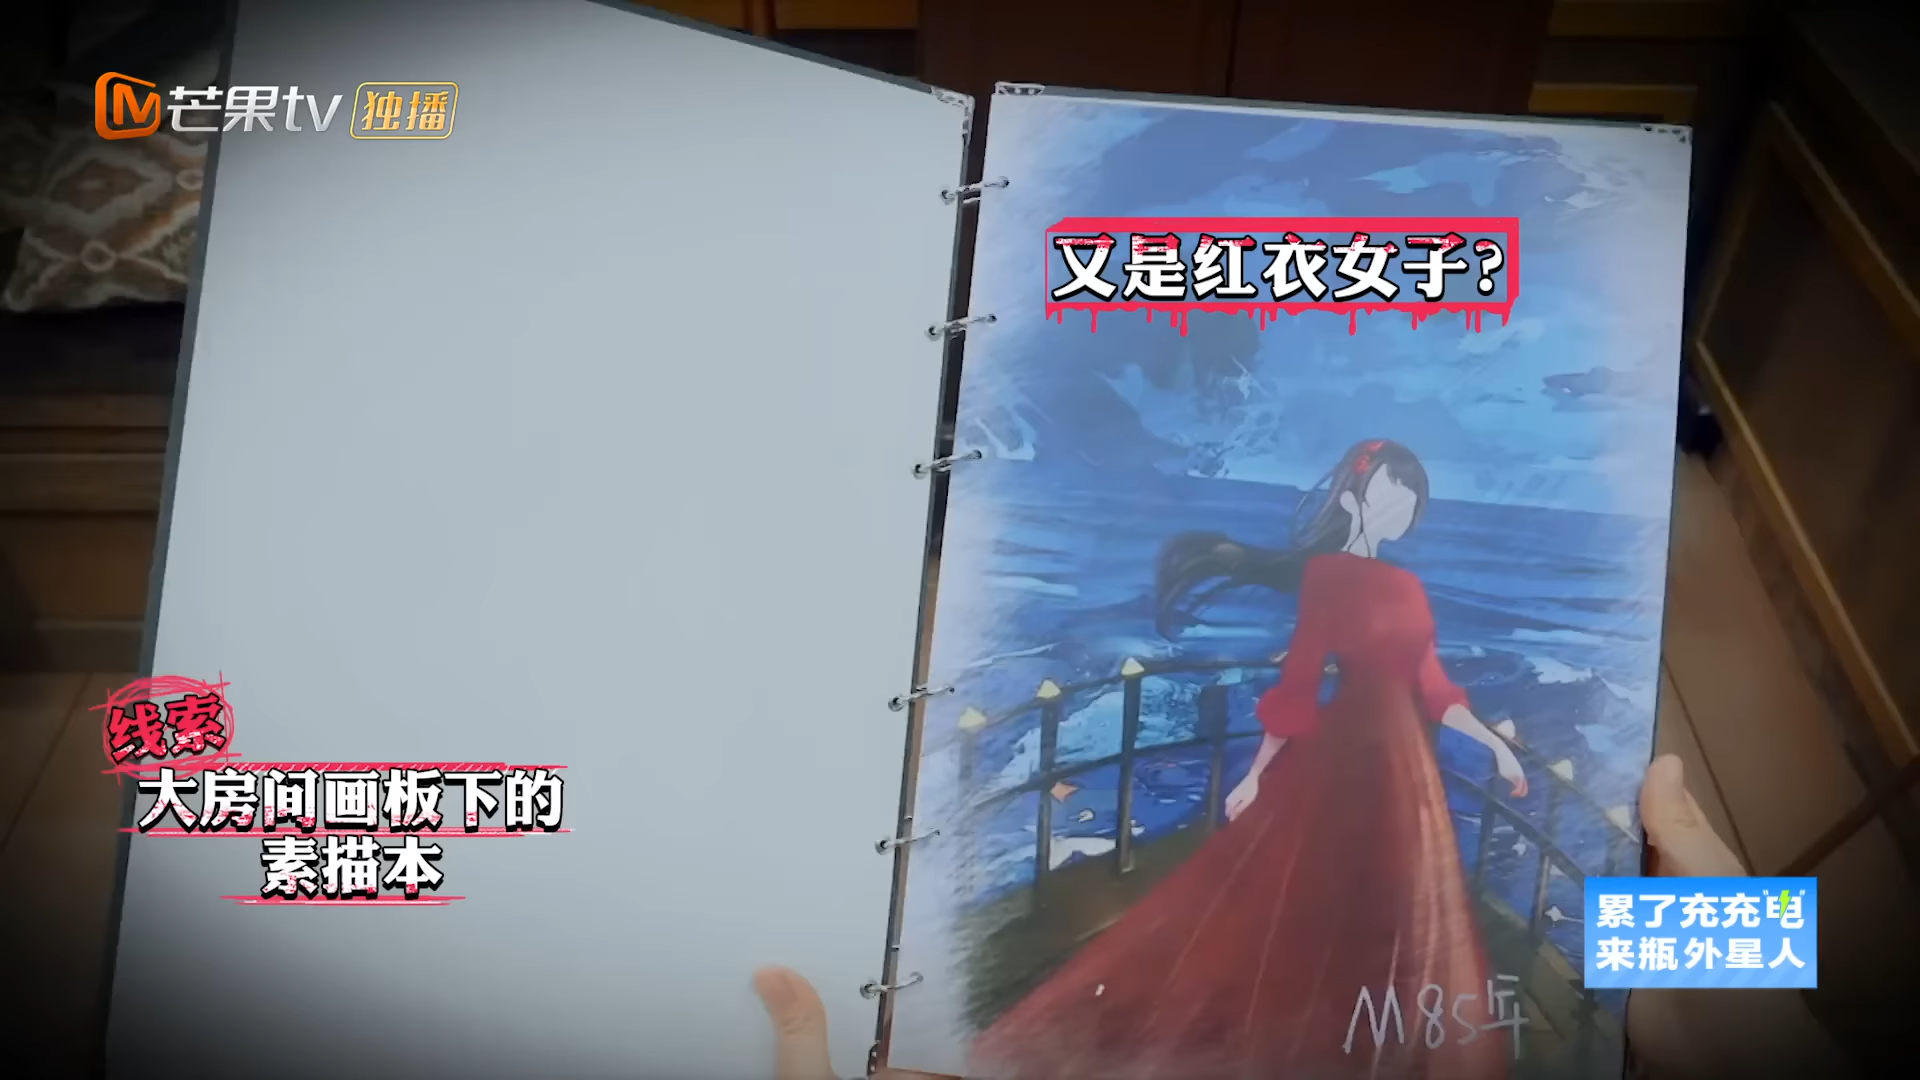 芒果tv 独播
又是红衣女子?
线索
大房间画板下的
素描本
累了充充"电"
来瓶外星人
M 85年